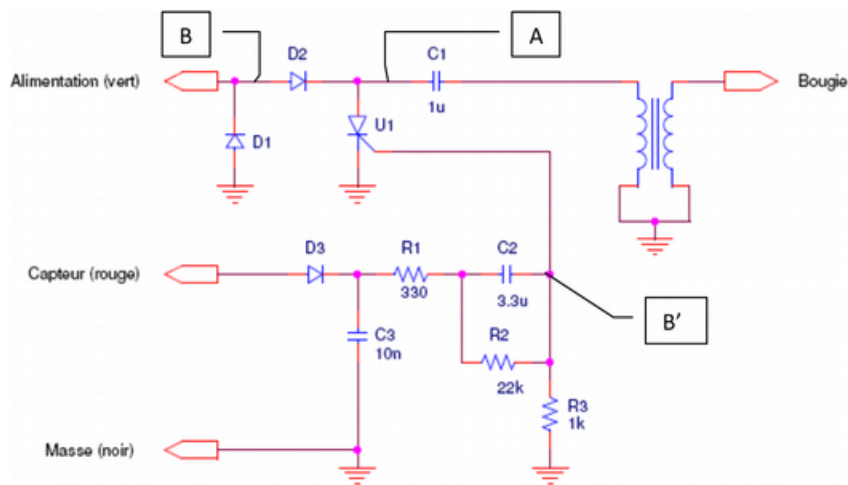 B
A
D2
C1
Alimentation (vert)
Bougie
1u
U1
D1
D3
R1
C2
Capteur (rouge)
330
3.3u
B'
C3
10n
R2
22k
R3
1k
Masse (noir)